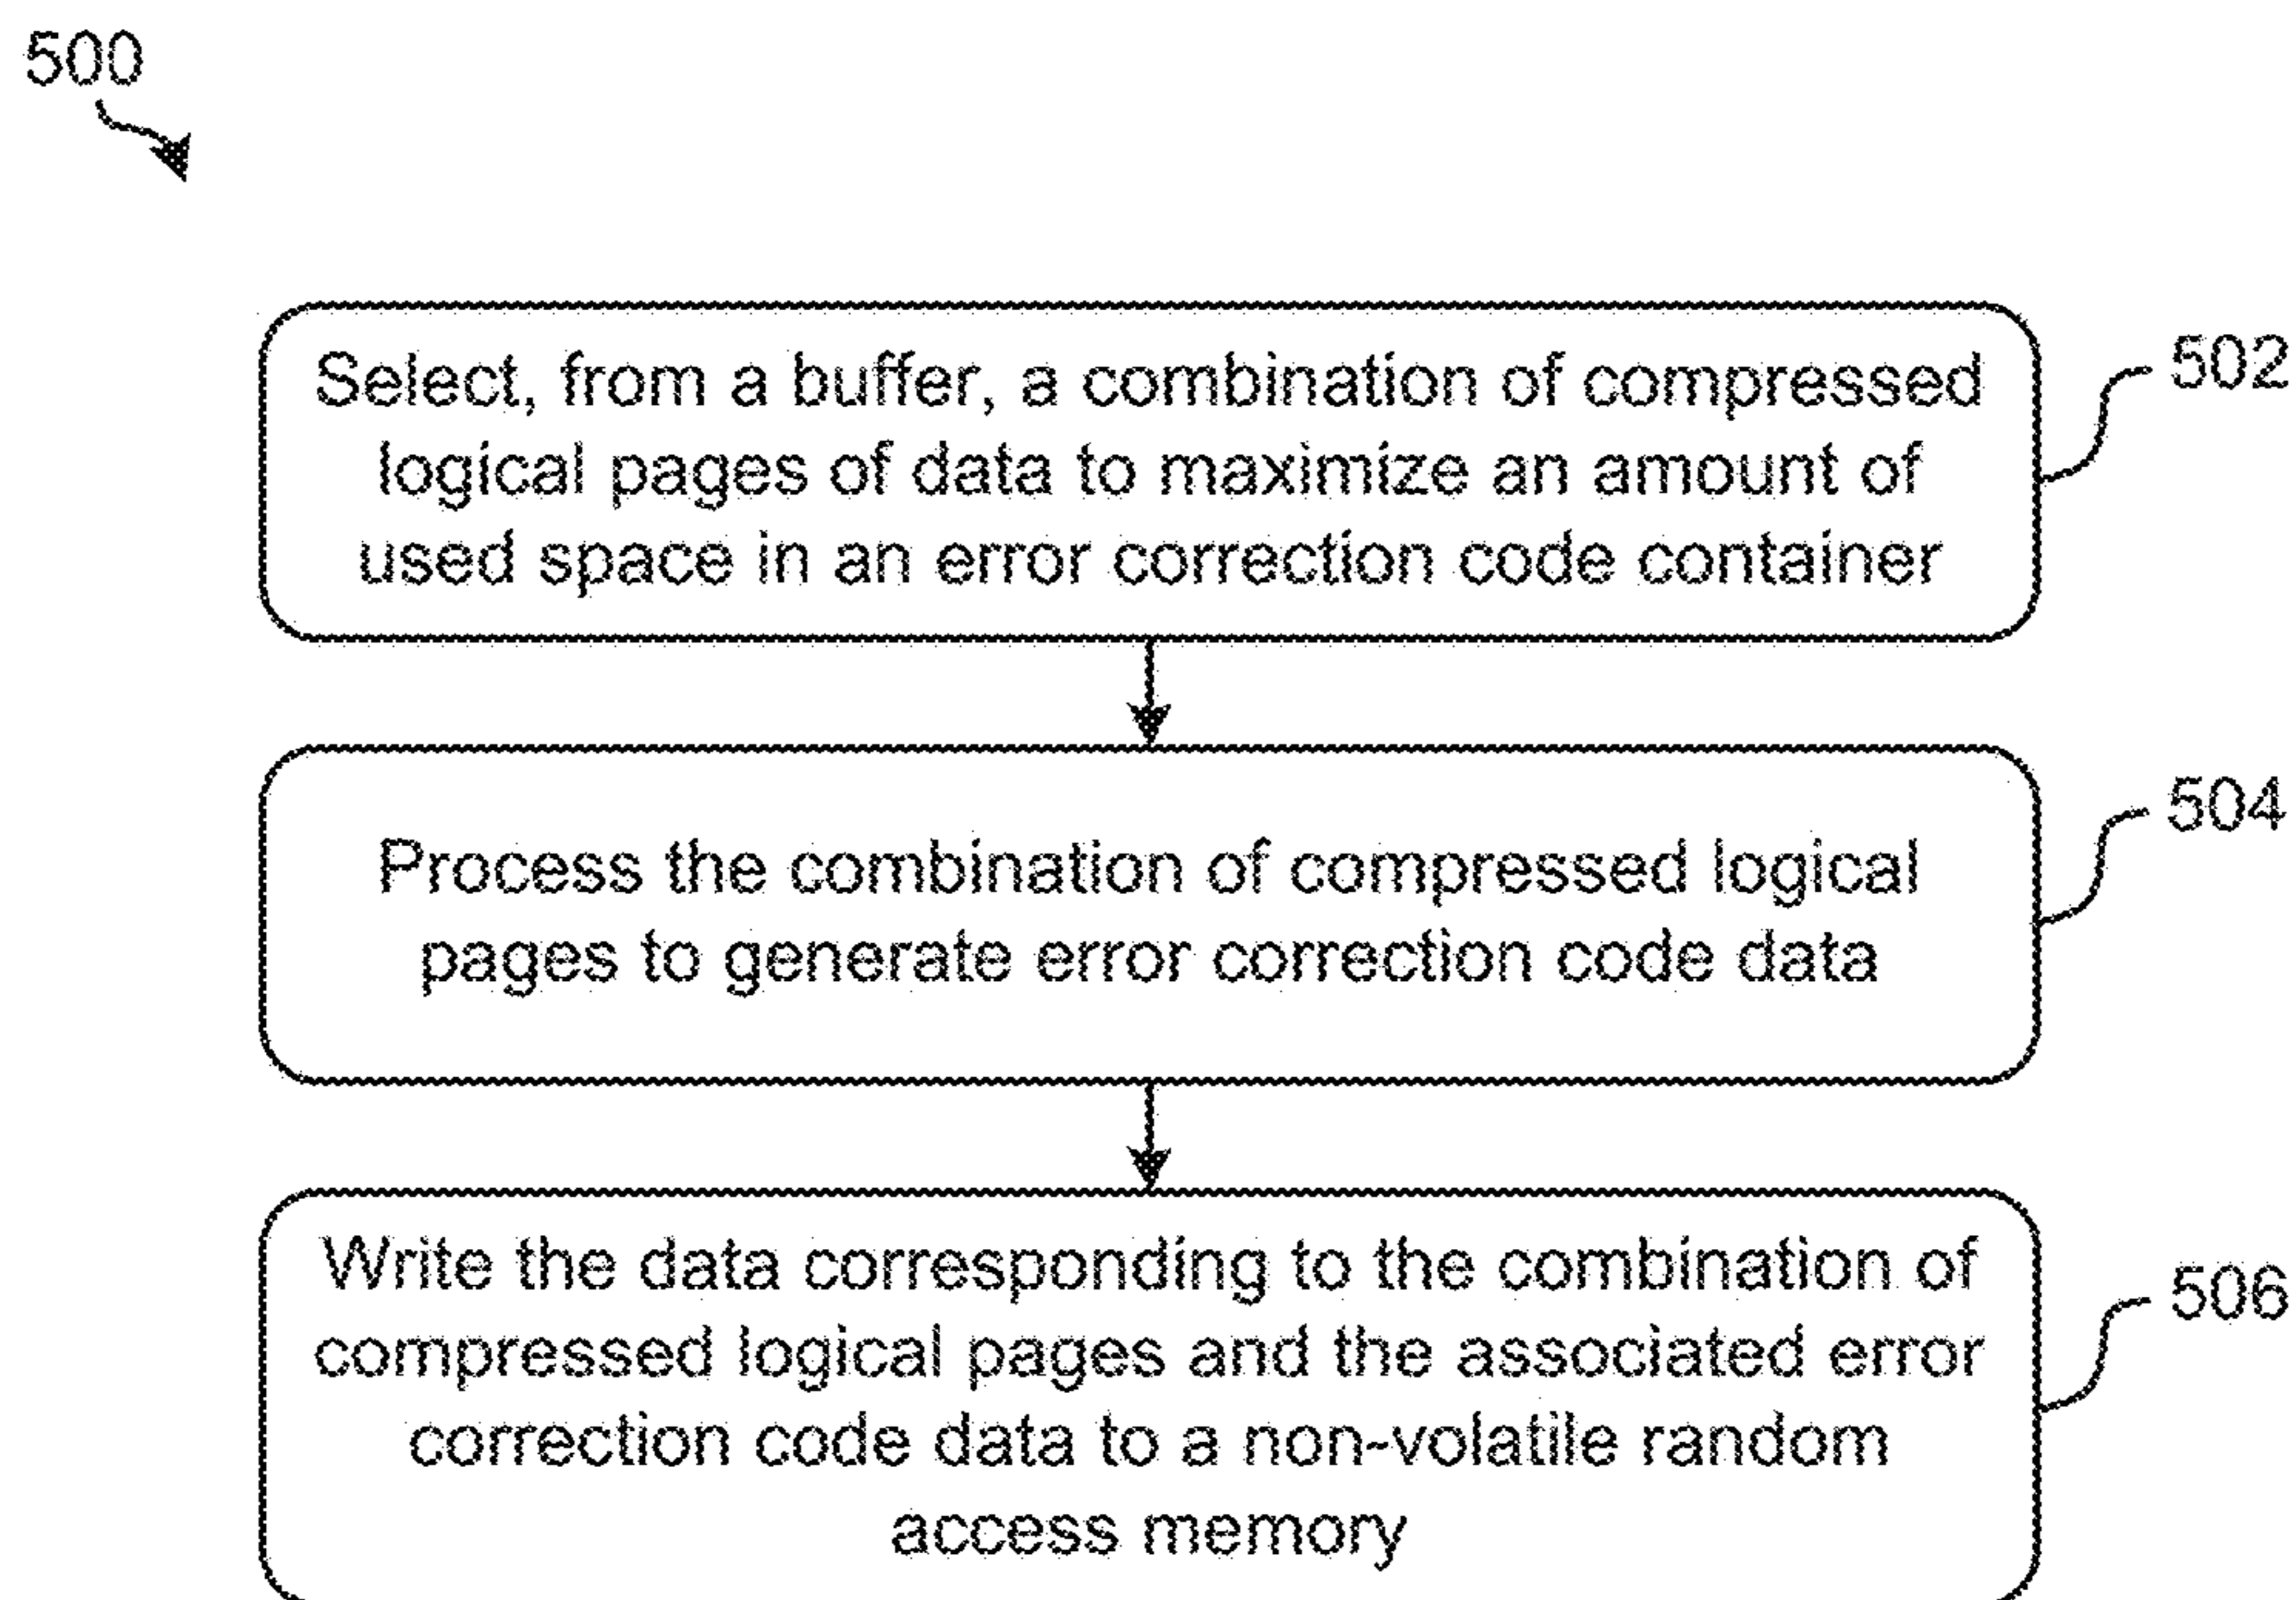 500
Select, from a buffer, a combination of compressed
logical pages of data to maximize an amount of
used space in an error correction code container
502
Process the combination of compressed logical
pages to generate error correction code data
504
Write the data corresponding to the combination of
compressed logical pages and the associated error
correction code data to a non-volatile random
access memory
506